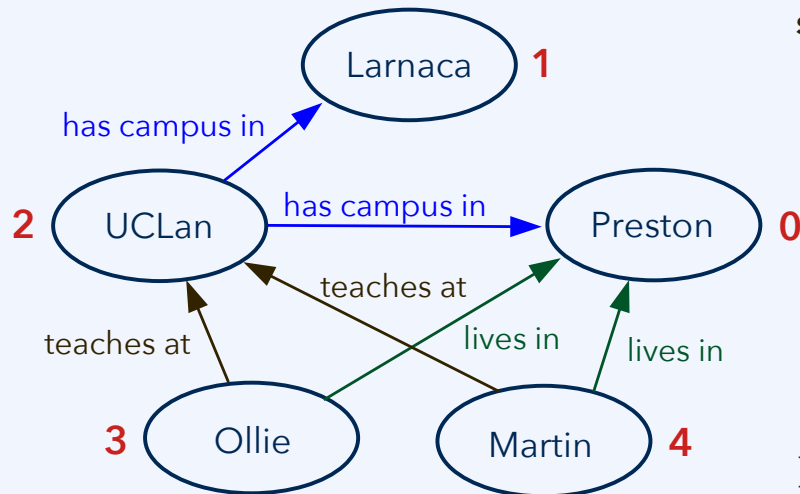 Larnaca 1
has campus in
2 UCLan
has campus in
Preston 0
teaches at
teaches at
lives in
lives in
3 Ollie
Martin 4